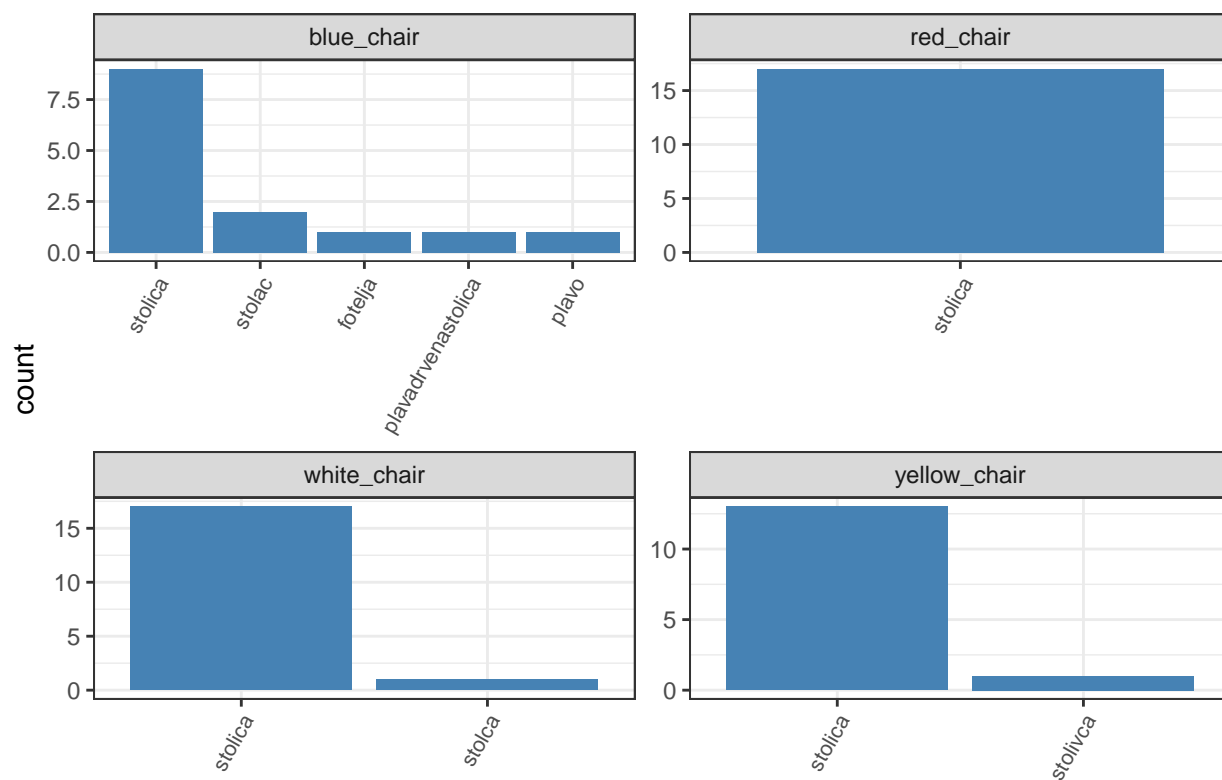 blue_chair
7.5
5.0
2.5
0.0
stolica
stolac
fotelja
plavadrvenastolica
plavo
red_chair
15
10
5
0
stolica
count
white_chair
15
10
5
0
stolica
stolca
yellow_chair
10
5
0
stolica
stolivca